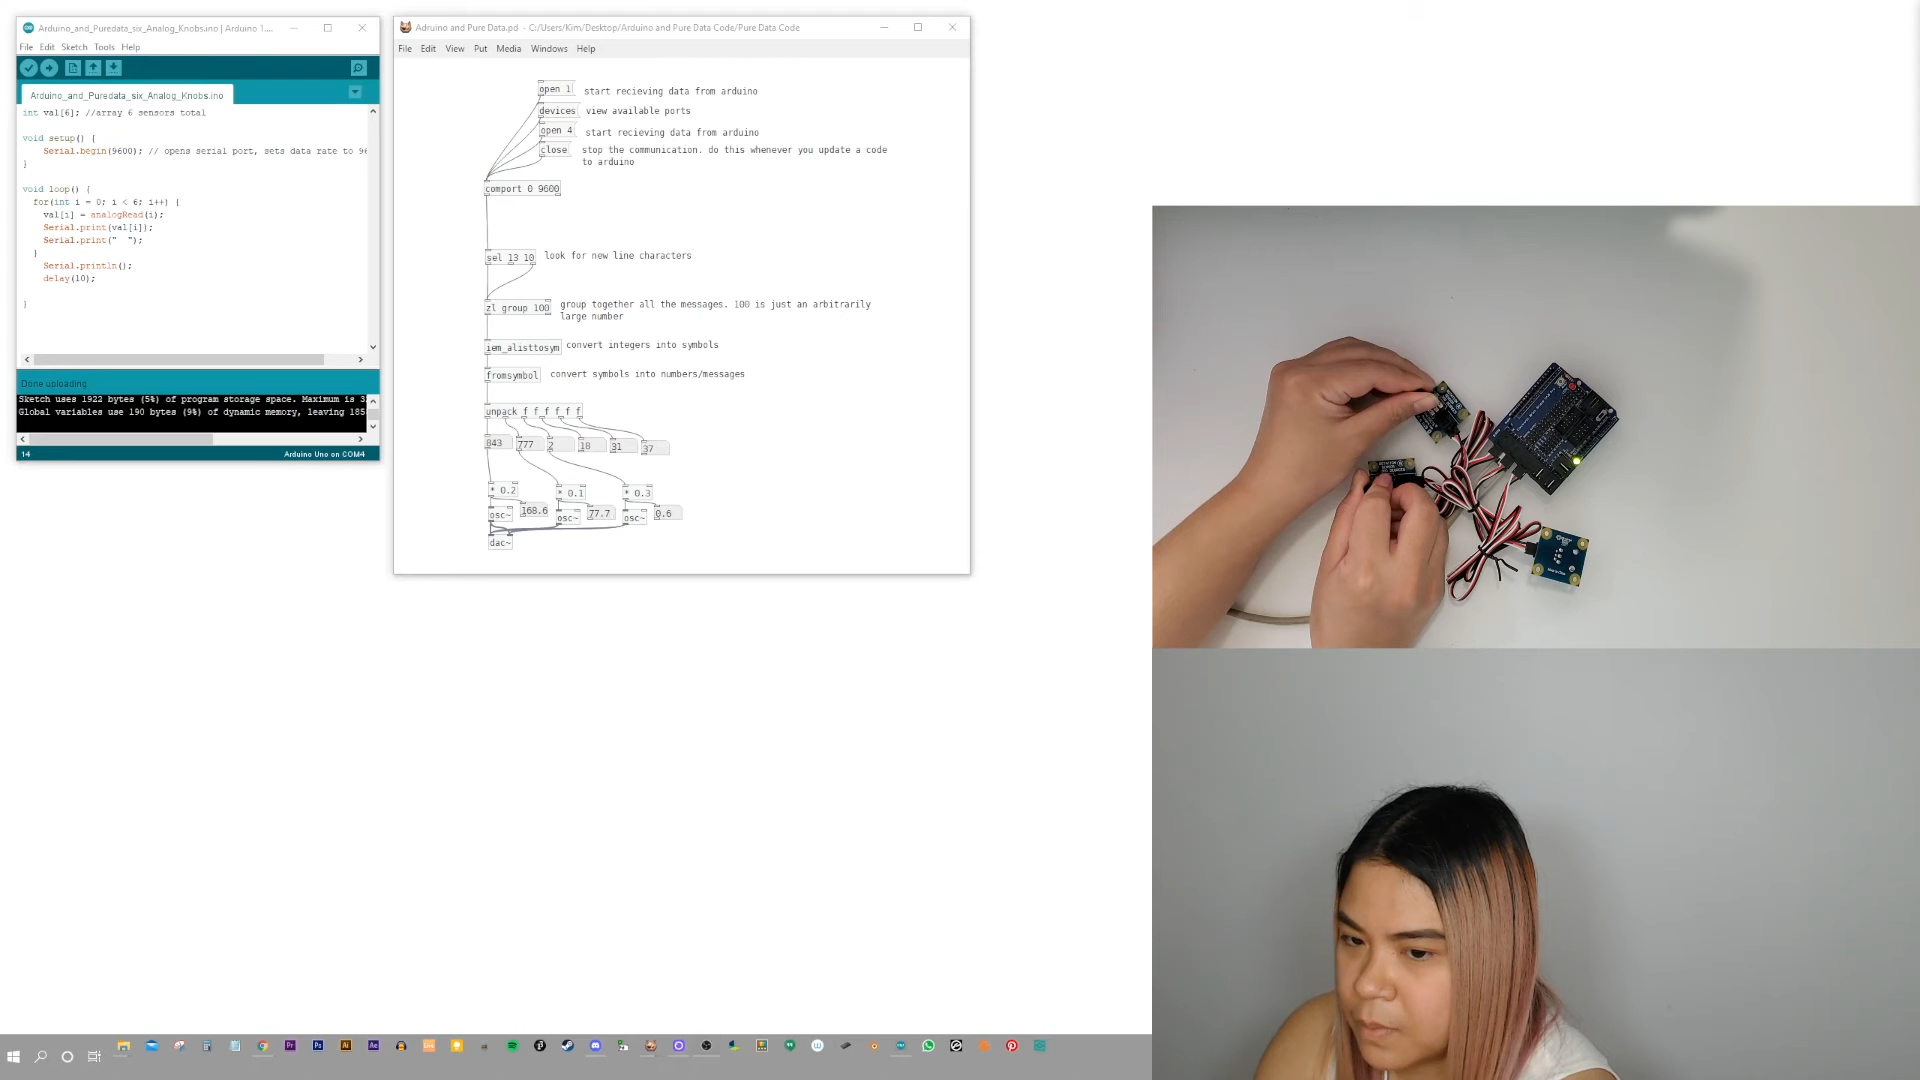 Arduino_and_Puredata_six_Analog_Knobs.ino | Arduino 1....
File Edit Sketch Tools Help
Arduino_and_Puredata_six_Analog_Knobs.ino
int val[6]; //array 6 sensors total
void setup() {
Serial.begin(9600); // opens serial port, sets data rate to 96
}
void loop() {
for(int i = 0; i < 6; i++) {
val[i] = analogRead(i);
Serial.print(val[i]);
Serial.print("  ");
}
Serial.println();
delay(10);
}
Done uploading.
Sketch uses 1922 bytes (5%) of program storage space. Maximum is 3
Global variables use 190 bytes (9%) of dynamic memory, leaving 185
14
Arduino Uno on COM4
Adruino and Pure Data.pd - C:/Users/Kim/Desktop/Arduino and Pure Data Code/Pure Data Code
File Edit View Put Media Windows Help
open 1 start recieving data from arduino
devices view available ports
open 4 start recieving data from arduino
close stop the communication. do this whenever you update a code
to arduino
comport 0 9600
sel 13 10 look for new line characters
zl group 100 group together all the messages. 100 is just an arbitrarily
large number
iem_alisttosym convert integers into symbols
fromsymbol convert symbols into numbers/messages
unpack f f f f f f
843 777 2 18 31 37
* 0.2 * 0.1 * 0.3
osc~ 168.6 osc~ 77.7 osc~ 0.6
dac~